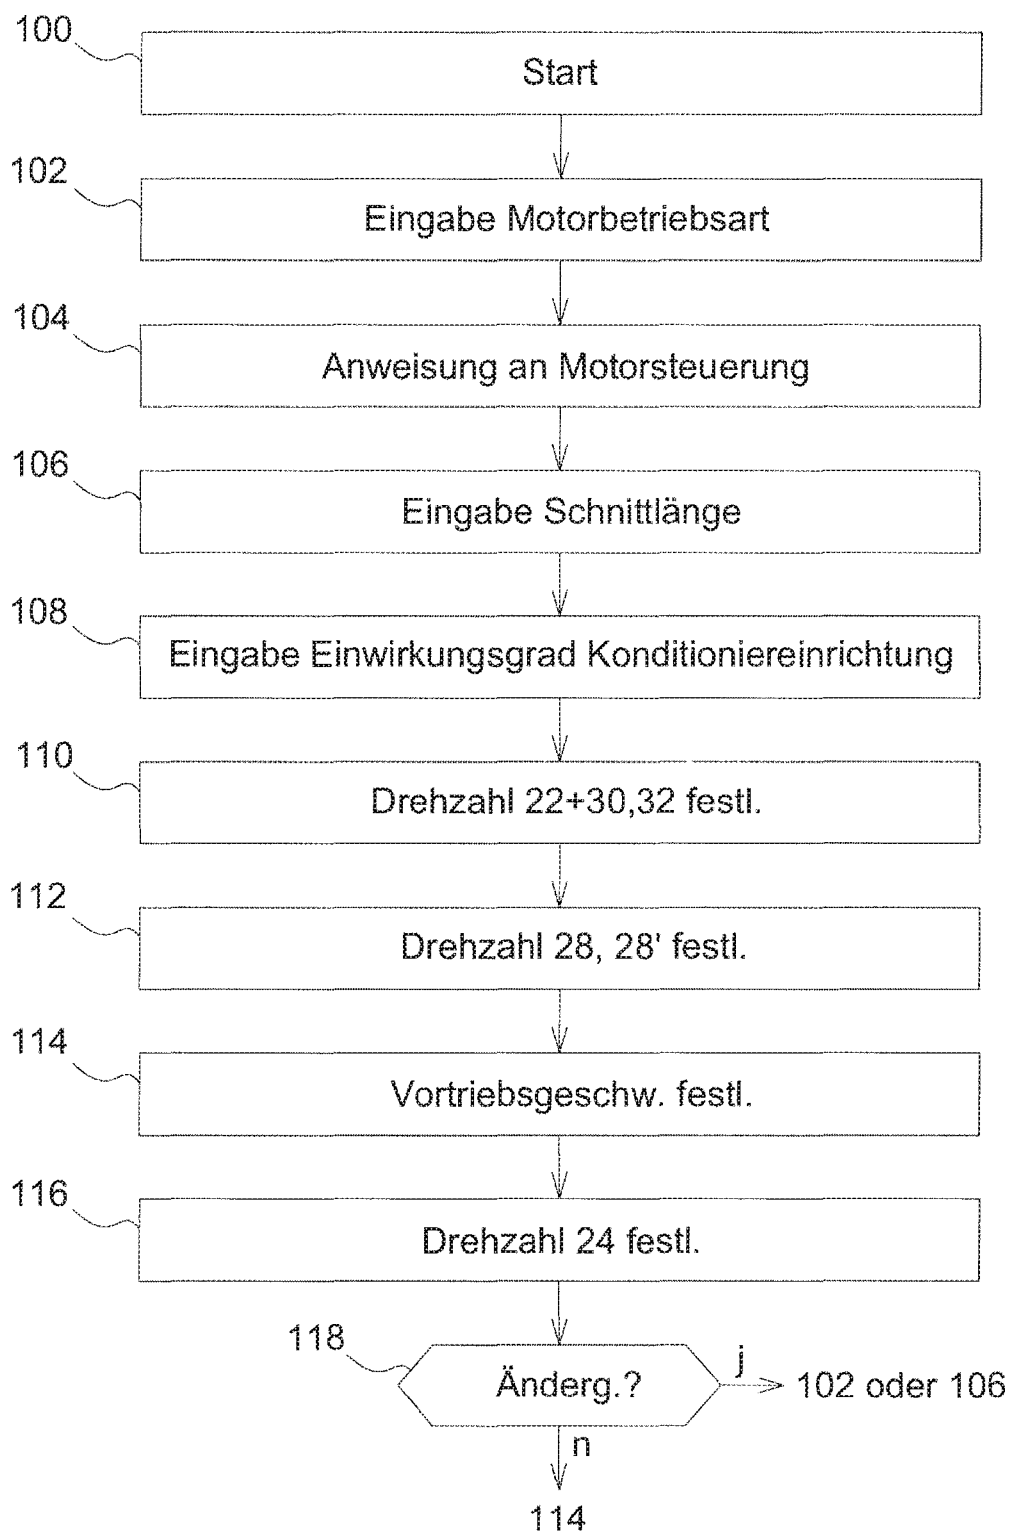 100
Start
102
Eingabe Motorbetriebsart
104
Anweisung an Motorsteuerung
106
Eingabe Schnittlänge
108
Eingabe Einwirkungsgrad Konditioniereinrichtung
110
Drehzahl 22+30,32 festl.
112
Drehzahl 28, 28' festl.
114
Vortriebsgeschw. festl.
116
Drehzahl 24 festl.
118
Änderg.?
j
102 oder 106
n
114